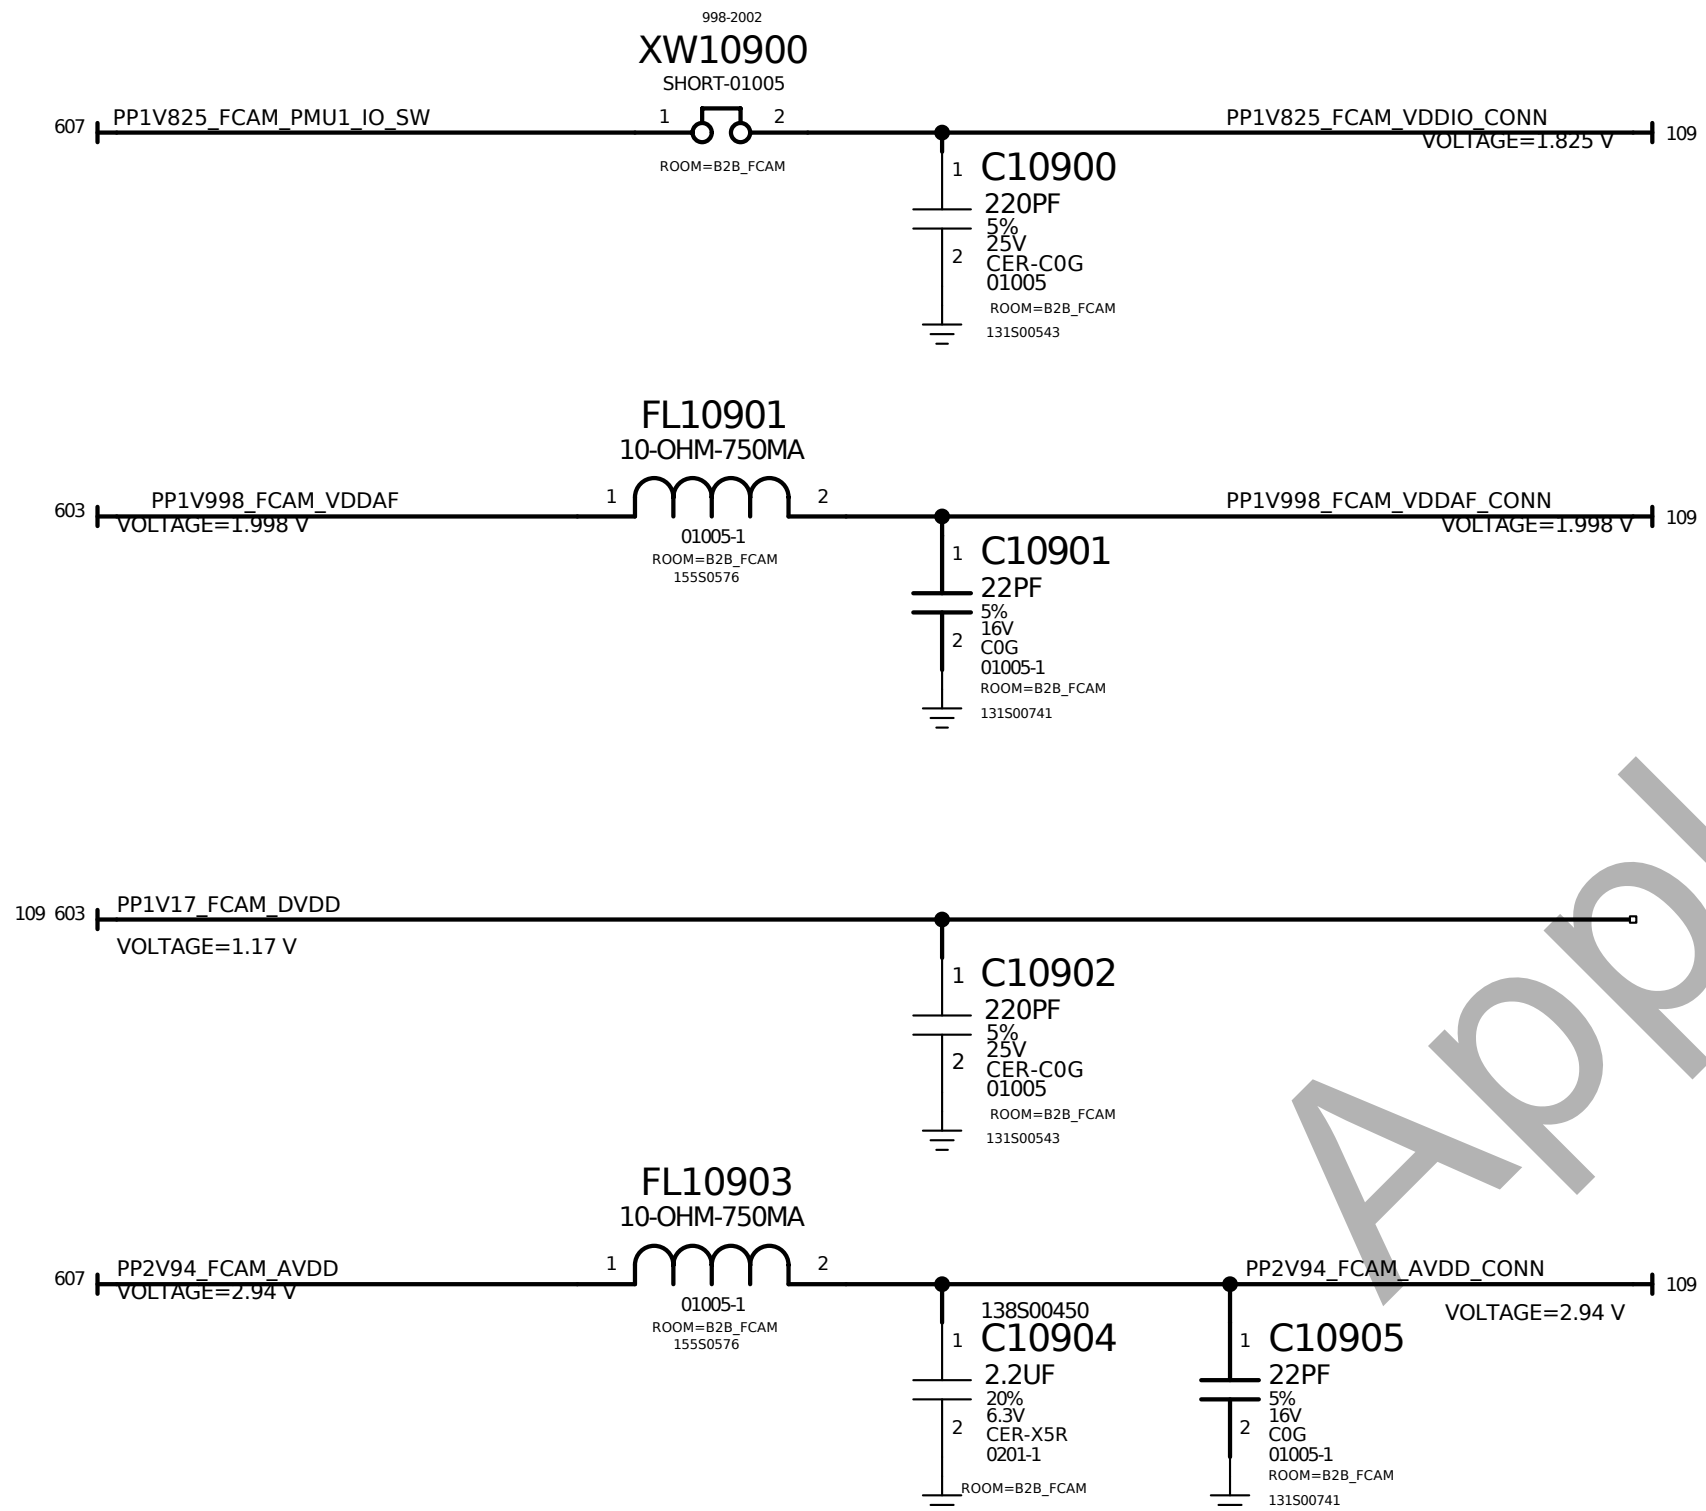 998-2002
XW10900
SHORT-01005
607 PP1V825_FCAM_PMU1_IO_SW 1 2 PP1V825_FCAM_VDDIO_CONN 109
VOLTAGE=1.825 V
ROOM=B2B_FCAM
1 C10900
220PF
5%
25V
2 CER-C0G
01005
ROOM=B2B_FCAM
131S00543
FL10901
10-OHM-750MA
603 PP1V998_FCAM_VDDAF 1 2 PP1V998_FCAM_VDDAF_CONN 109
VOLTAGE=1.998 V VOLTAGE=1.998 V
01005-1
ROOM=B2B_FCAM
155S0576
1 C10901
22PF
5%
16V
2 C0G
01005-1
ROOM=B2B_FCAM
131S00741
109 603 PP1V17_FCAM_DVDD
VOLTAGE=1.17 V
1 C10902
220PF
5%
25V
2 CER-C0G
01005
ROOM=B2B_FCAM
131S00543
FL10903
10-OHM-750MA
607 PP2V94_FCAM_AVDD 1 2 PP2V94_FCAM_AVDD_CONN 109
VOLTAGE=2.94 V VOLTAGE=2.94 V
01005-1
ROOM=B2B_FCAM
155S0576
138S00450
1 C10904
2.2UF
20%
6.3V
2 CER-X5R
0201-1
ROOM=B2B_FCAM
1 C10905
22PF
5%
16V
2 C0G
01005-1
ROOM=B2B_FCAM
131S00741
Appl